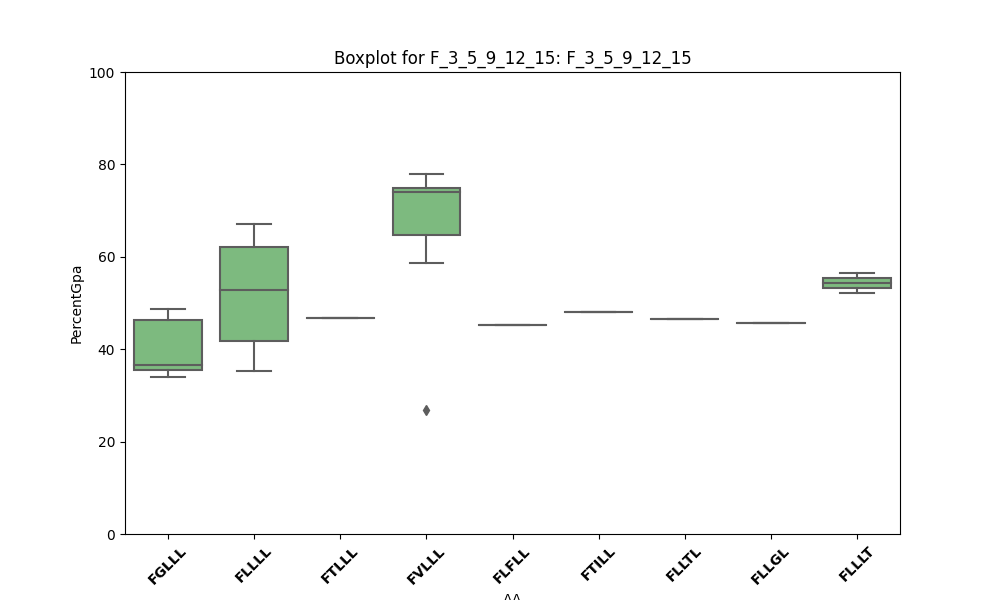 Boxplot for F_3_5_9_12_15: F_3_5_9_12_15
100
80
60
40
20
0
PercentGpa
FGLLL FLLLL FTLLL FVLLL FLFLL FTILL FLLTL FLLGL FLLLT
AA